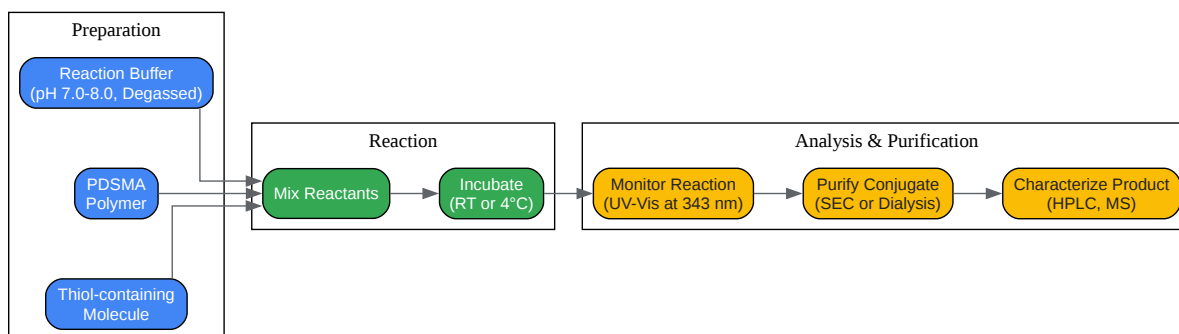 Preparation
Reaction Buffer
(pH 7.0-8.0, Degassed)
PDSMA
Polymer
Thiol-containing
Molecule
Reaction
Mix Reactants
Incubate
(RT or 4°C)
Analysis & Purification
Monitor Reaction
(UV-Vis at 343 nm)
Purify Conjugate
(SEC or Dialysis)
Characterize Product
(HPLC, MS)